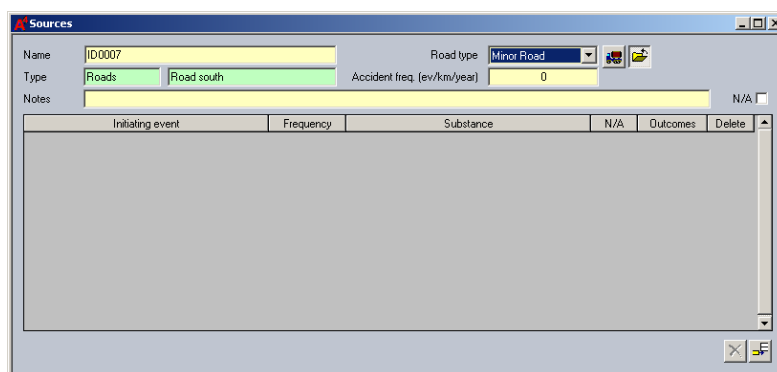 Sources
Name ID0007 Road type Minor Road
Type Roads Road south Accident freq. (ev/km/year) 0
Notes N/A
Initiating event Frequency Substance N/A Outcomes Delete